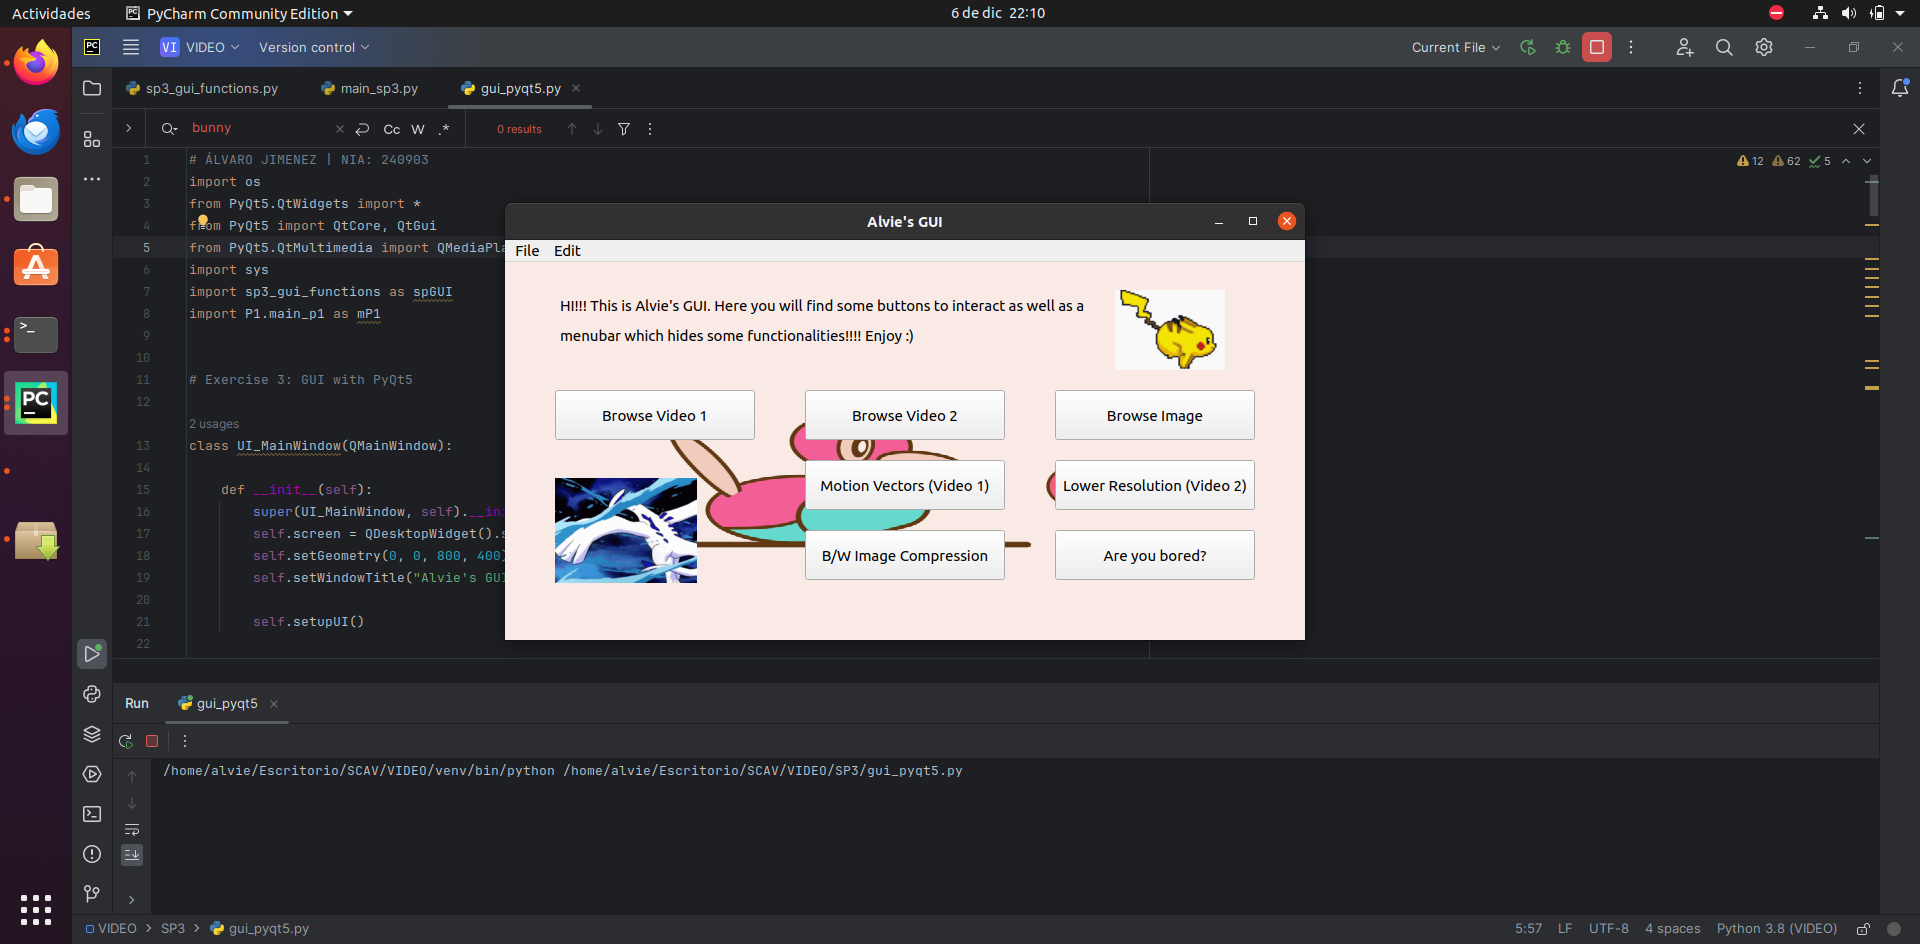 Actividades
PyCharm Community Edition
6 de dic 22:10
PC
VI VIDEO
Version control
Current File
sp3_gui_functions.py
main_sp3.py
gui_pyqt5.py
bunny
Cc W .*
0 results
12 62 5
1 # ÁLVARO JIMENEZ | NIA: 240903
2 import os
3 from PyQt5.QtWidgets import *
4 from PyQt5 import QtCore, QtGui
5 from PyQt5.QtMultimedia import QMediaPla
6 import sys
7 import sp3_gui_functions as spGUI
8 import P1.main_p1 as mP1
9
10
11 # Exercise 3: GUI with PyQt5
12
2 usages
13 class UI_MainWindow(QMainWindow):
14
15 def __init__(self):
16 super(UI_MainWindow, self).__ini
17 self.screen = QDesktopWidget().s
18 self.setGeometry(0, 0, 800, 400)
19 self.setWindowTitle("Alvie's GUI
20
21 self.setupUI()
22
Alvie's GUI
File Edit
HI!!!! This is Alvie's GUI. Here you will find some buttons to interact as well as a
menubar which hides some functionalities!!!! Enjoy :)
Browse Video 1
Browse Video 2
Browse Image
Motion Vectors (Video 1)
Lower Resolution (Video 2)
B/W Image Compression
Are you bored?
PC
Run
gui_pyqt5
/home/alvie/Escritorio/SCAV/VIDEO/venv/bin/python /home/alvie/Escritorio/SCAV/VIDEO/SP3/gui_pyqt5.py
VIDEO > SP3 > gui_pyqt5.py
5:57 LF UTF-8 4 spaces Python 3.8 (VIDEO)